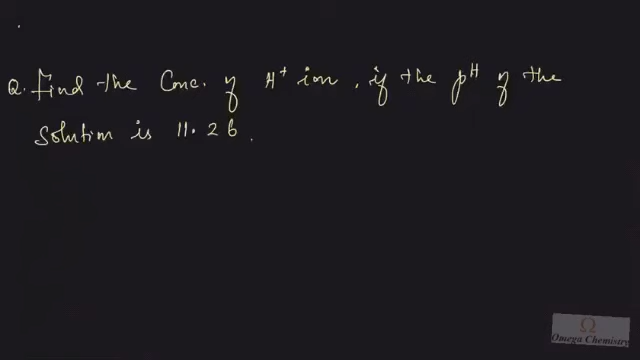 Q. Find the Conc. of H+ ion, if the pH of the
Solution is 11.26.
Ω
Omega Chemistry